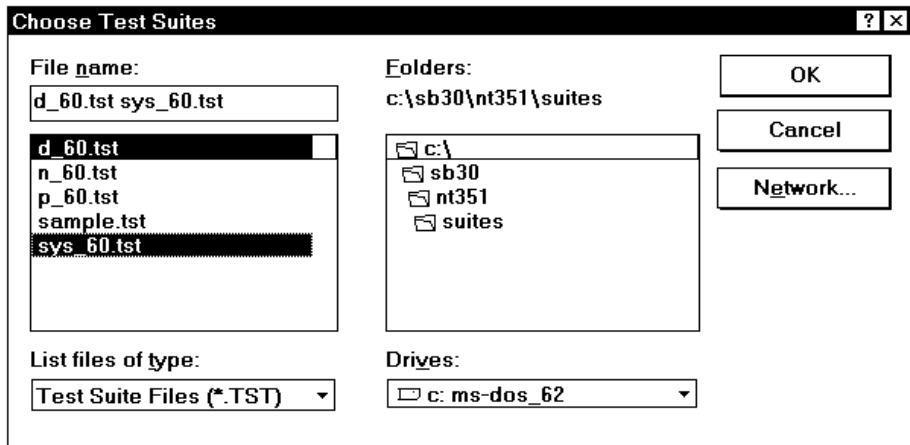 Choose Test Suites ? ×
File name:
d_60.tst sys_60.tst
d_60.tst
n_60.tst
p_60.tst
sample.tst
sys_60.tst
List files of type:
Test Suite Files (*.TST)
Folders:
c:\sb30\nt351\suites
c:\
sb30
nt351
suites
Drives:
c: ms-dos_62
OK
Cancel
Network...